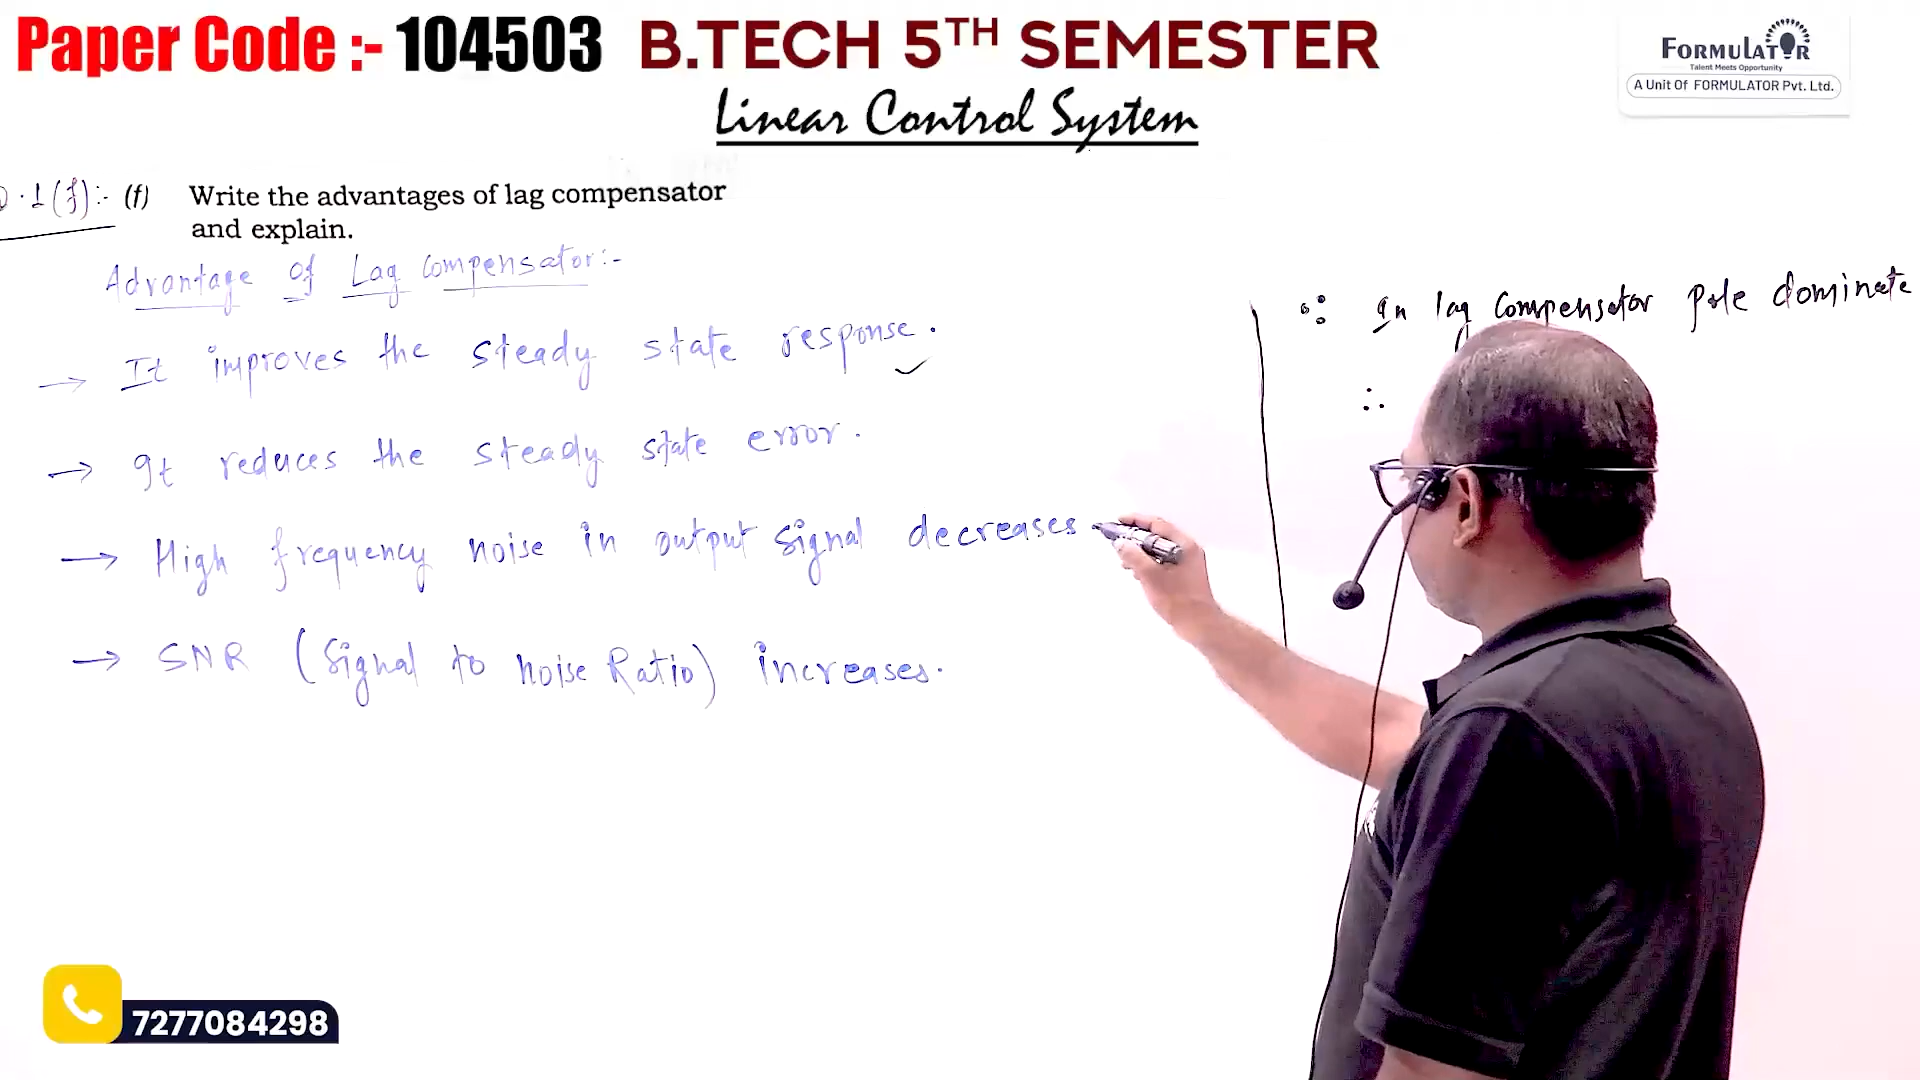 Paper Code :- 104503 B.TECH 5TH SEMESTER
FORMULATOR
Talent Meets Opportunity
A Unit Of FORMULATOR Pvt. Ltd.
Linear Control System
Q.1(f):- (f) Write the advantages of lag compensator
and explain.
Advantage of Lag Compensator:-
→ It improves the steady state response.
→ It reduces the steady state error.
→ High frequency noise in output signal decreases
→ SNR (Signal to noise Ratio) increases.
∵ In lag compensator pole dominate
∴
7277084298